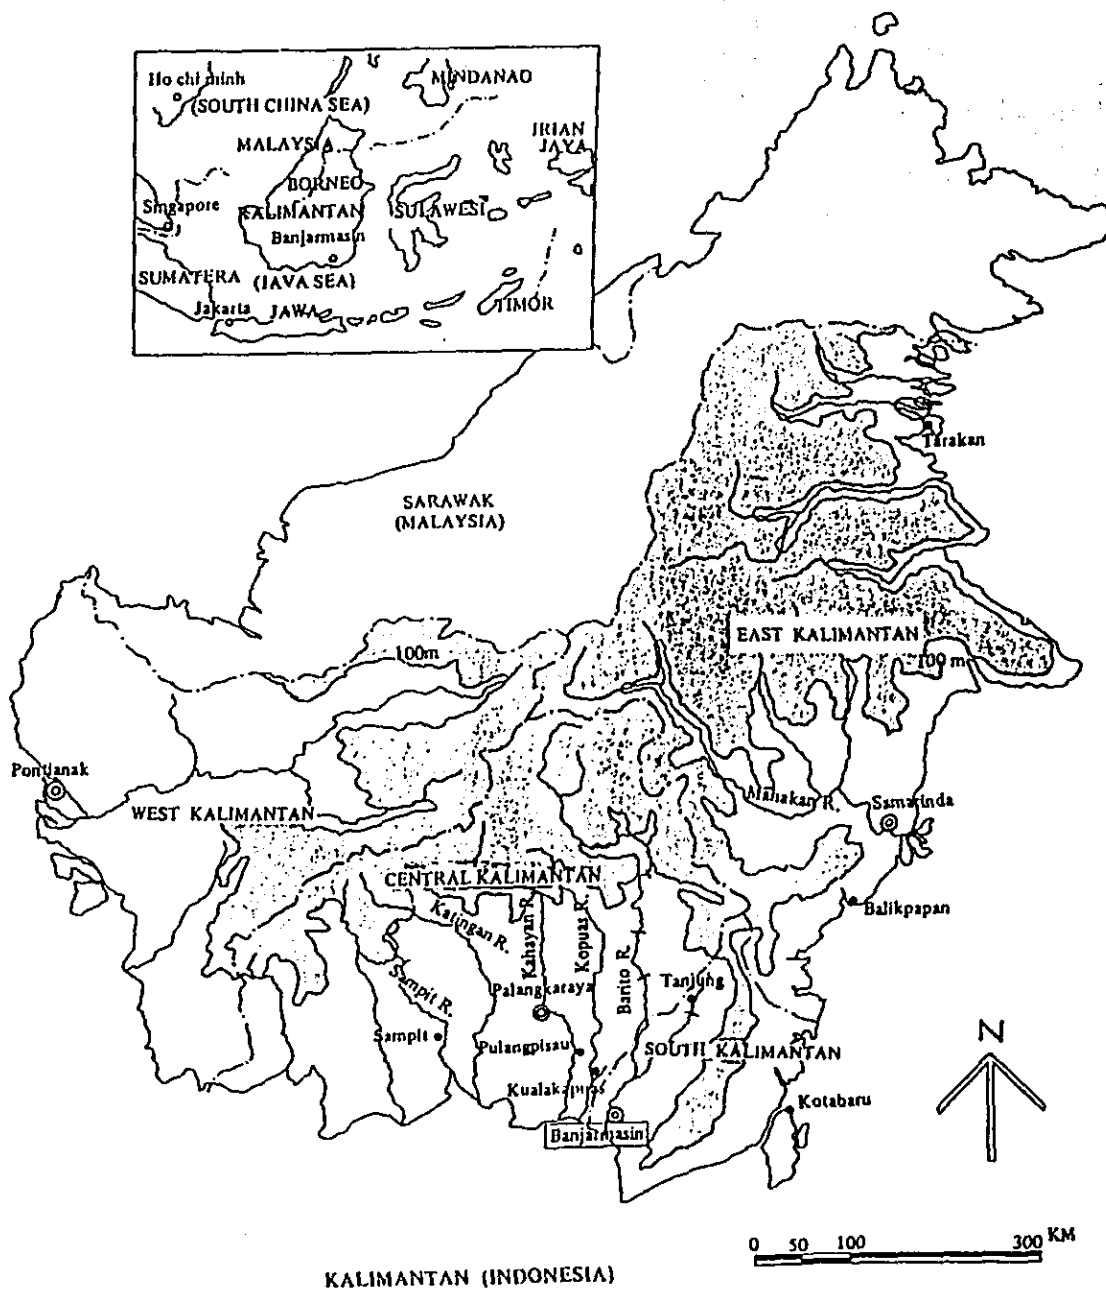 Ho chi minh
MINDANAO
(SOUTH CHINA SEA)
MALAYSIA
IRIAN
JAYA
BORNEO
Singapore
KALIMANTAN
SULAWESI
Banjarmasin
SUMATERA
(JAVA SEA)
Jakarta
JAWA
TIMOR
Tarakan
SARAWAK
(MALAYSIA)
EAST KALIMANTAN
100m
100 m
Pontianak
WEST KALIMANTAN
Mahakan R.
Samarinda
CENTRAL KALIMANTAN
Balikpapan
Katingan R.
Kahayan R.
Kopuas R.
Barito R.
Sampit R.
Palangkaraya
Tanjung
Sampit
Pulangpisau
SOUTH KALIMANTAN
Kualakapuas
Kotabaru
Banjarmasin
N
0 50 100 300 KM
KALIMANTAN (INDONESIA)